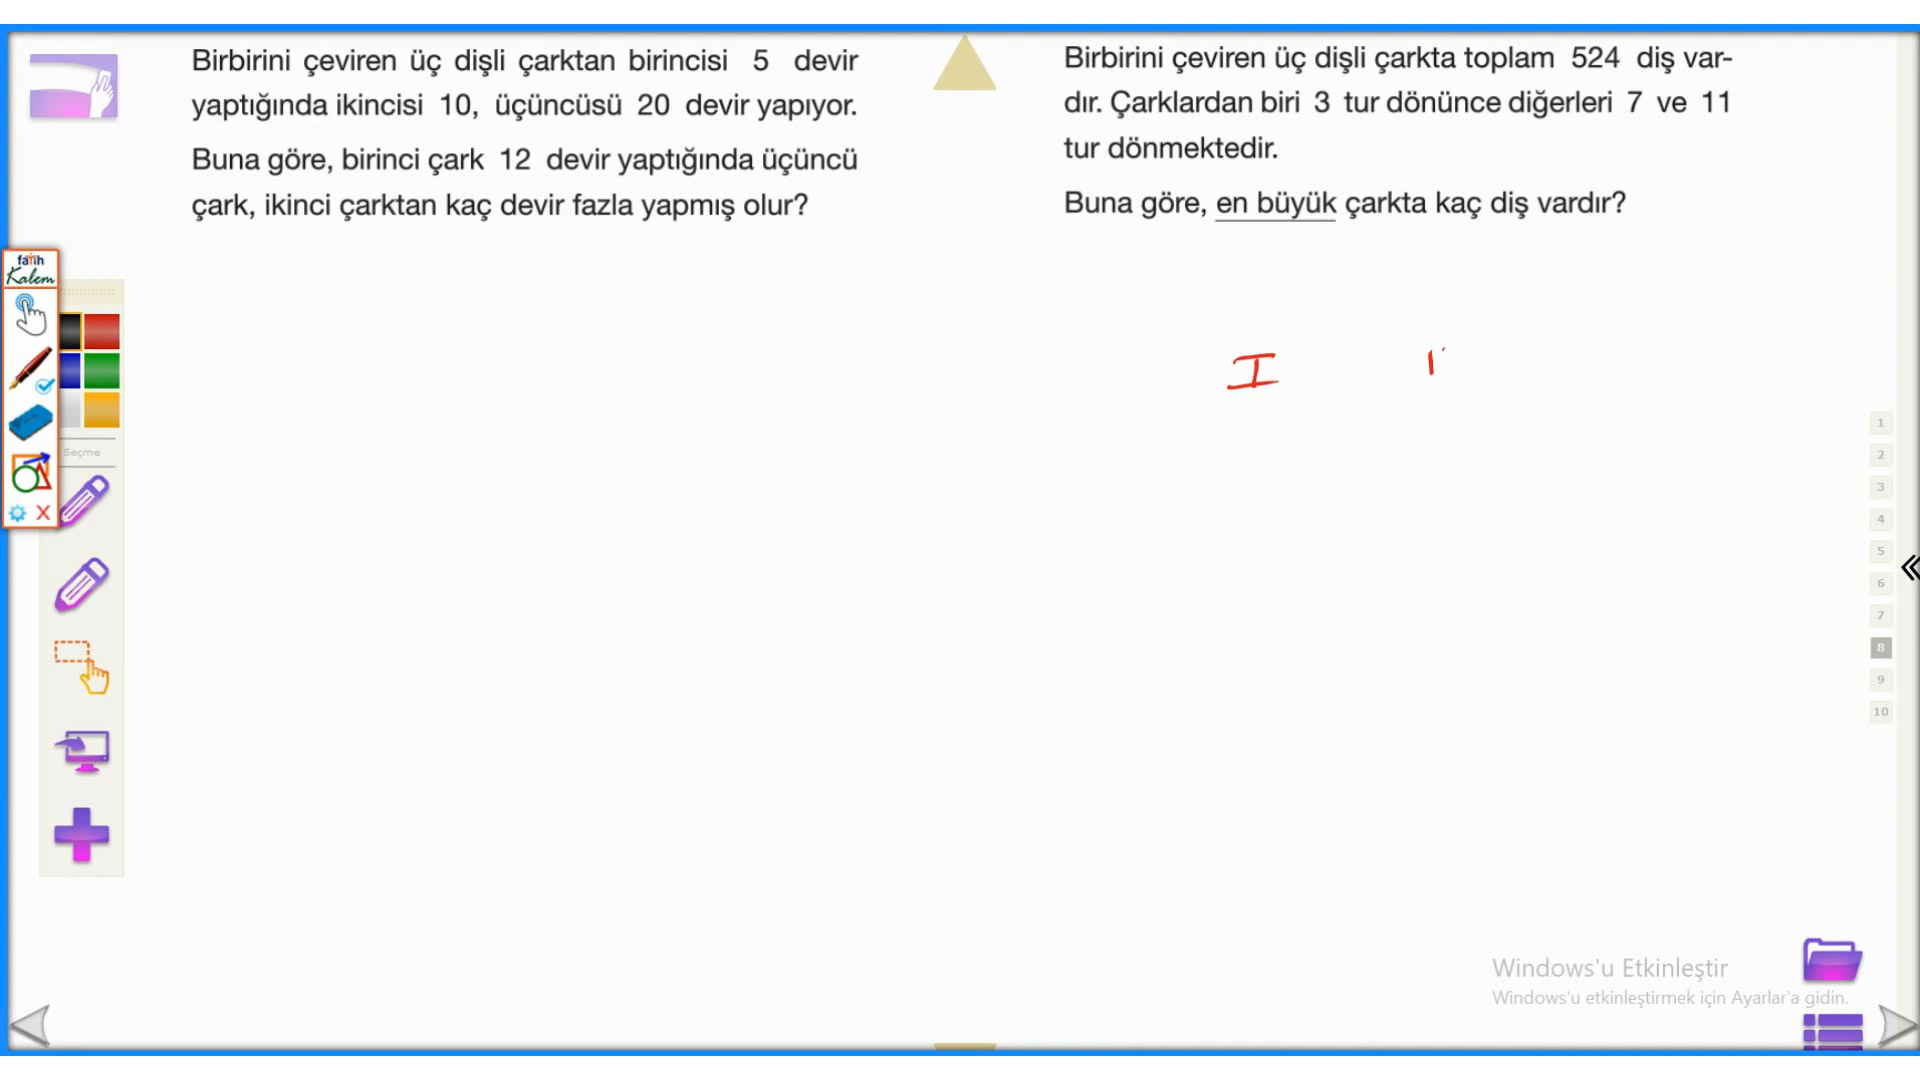 Birbirini çeviren üç dişli çarktan birincisi 5 devir
yaptığında ikincisi 10, üçüncüsü 20 devir yapıyor.
Buna göre, birinci çark 12 devir yaptığında üçüncü
çark, ikinci çarktan kaç devir fazla yapmış olur?
Birbirini çeviren üç dişli çarkta toplam 524 diş var-
dır. Çarklardan biri 3 tur dönünce diğerleri 7 ve 11
tur dönmektedir.
Buna göre, en büyük çarkta kaç diş vardır?
I
fatih
Kalem
Seçme
1
2
3
4
5
6
7
8
9
10
Windows'u Etkinleştir
Windows'u etkinleştirmek için Ayarlar'a gidin.